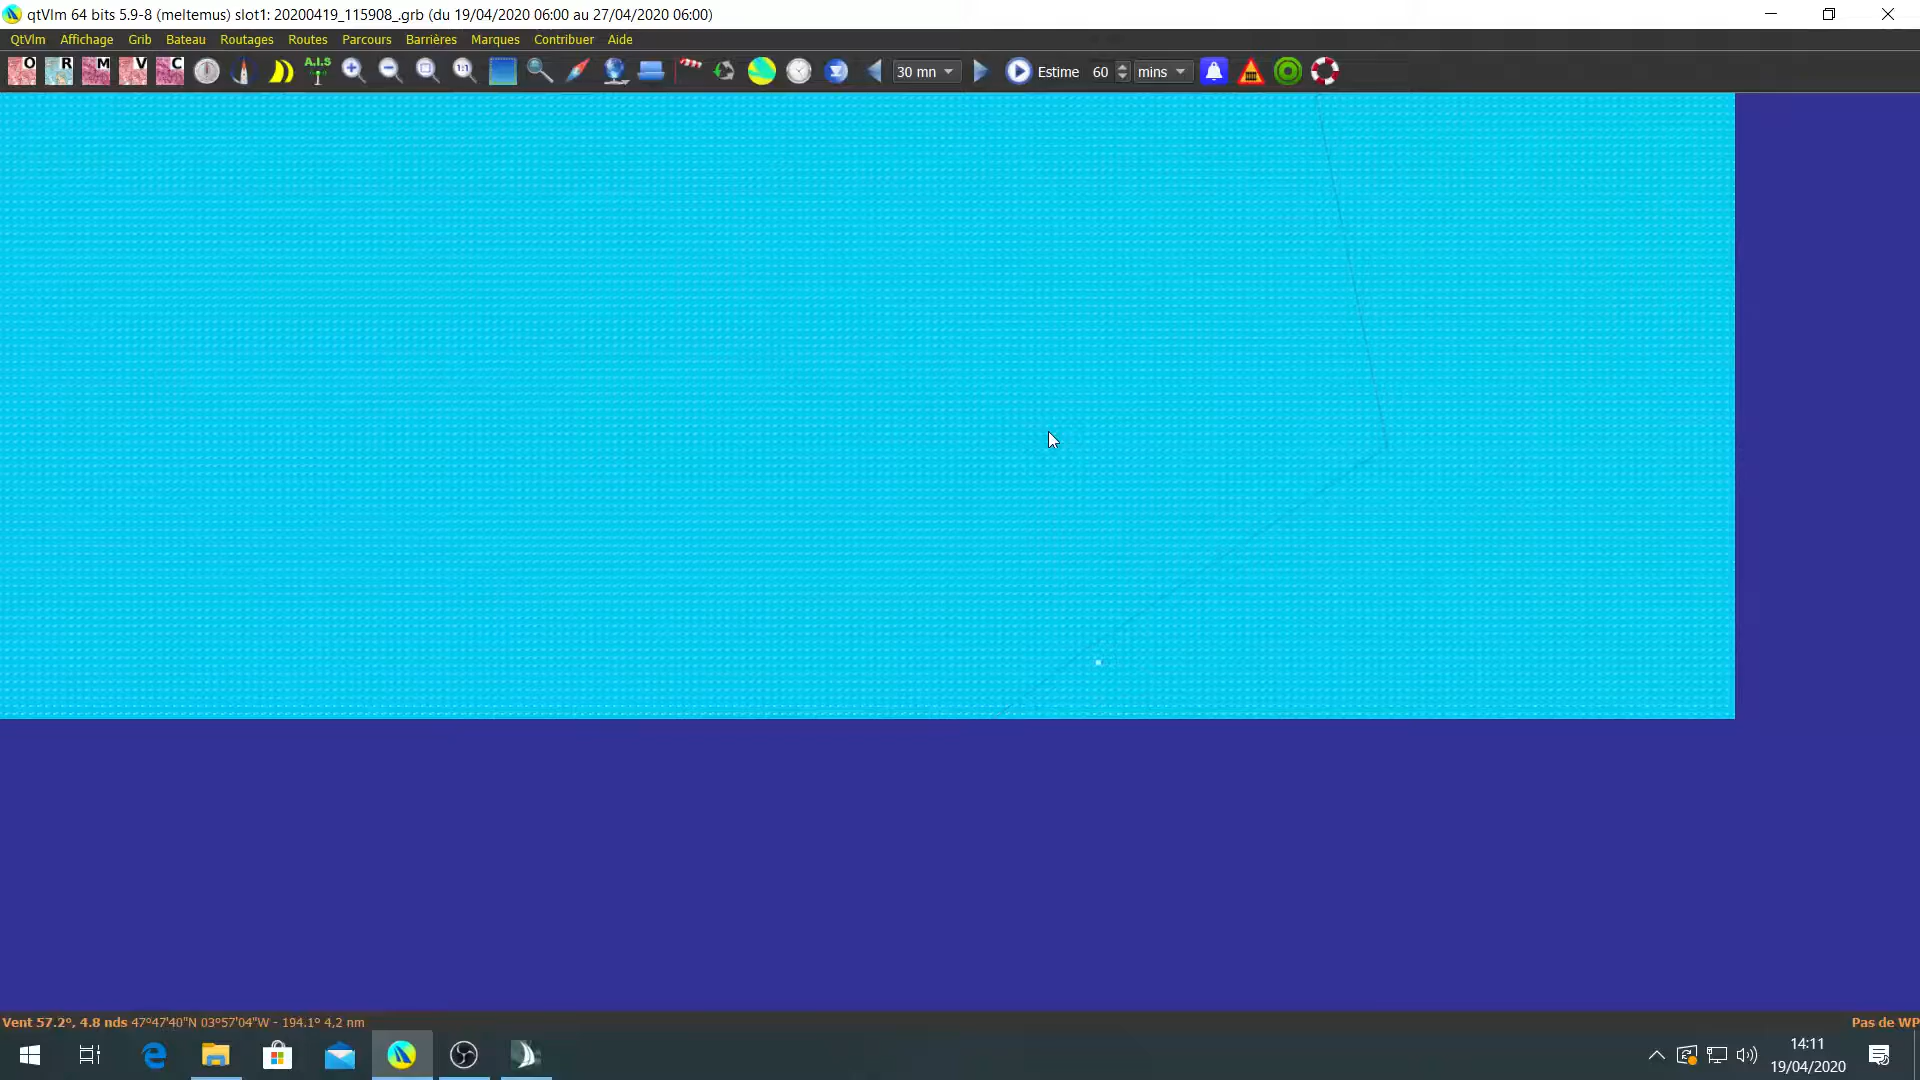 qtVlm 64 bits 5.9-8 (meltemus) slot1: 20200419_115908_.grb (du 19/04/2020 06:00 au 27/04/2020 06:00)
QtVlm Affichage Grib Bateau Routages Routes Parcours Barrières Marques Contribuer Aide
O R M V C A.I.S 1:1 30 mn Estime 60 mins
Vent 57.2°, 4.8 nds 47°47'40"N 03°57'04"W - 194.1° 4,2 nm
Pas de WP
14:11
19/04/2020